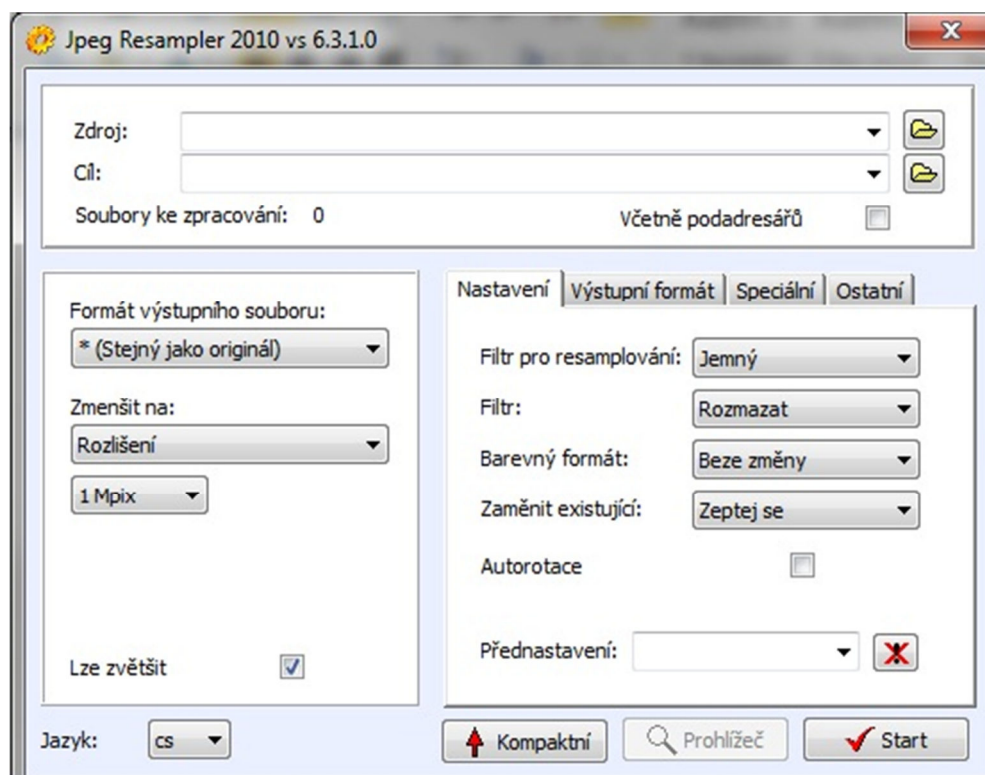 Jpeg Resampler 2010 vs 6.3.1.0
Zdroj:
Cíl:
Soubory ke zpracování: 0 Včetně podadresářů
Formát výstupního souboru:
* (Stejný jako originál)
Zmenšit na:
Rozlišení
1 Mpix
Lze zvětšit
Nastavení Výstupní formát Speciální Ostatní
Filtr pro resamplování: Jemný
Filtr: Rozmazat
Barevný formát: Beze změny
Zaměnit existující: Zeptej se
Autorotace
Přednastavení:
Jazyk: cs Kompaktní Prohlížeč Start